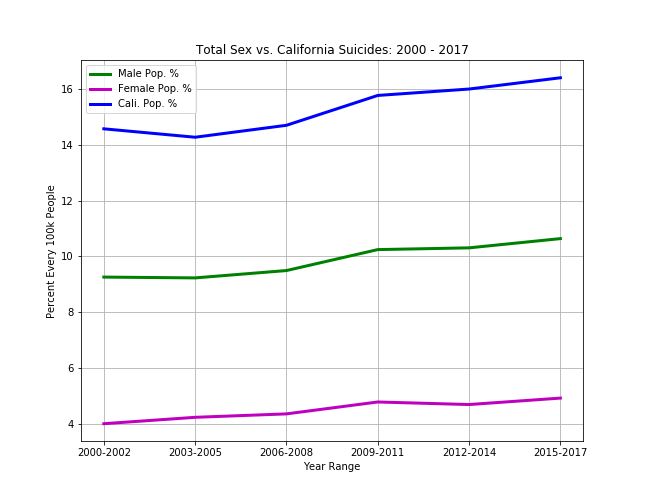 Total Sex vs. California Suicides: 2000 - 2017
Male Pop. %
Female Pop. %
Cali. Pop. %
Percent Every 100k People
16
14
12
10
8
6
4
2000-2002 2003-2005 2006-2008 2009-2011 2012-2014 2015-2017
Year Range